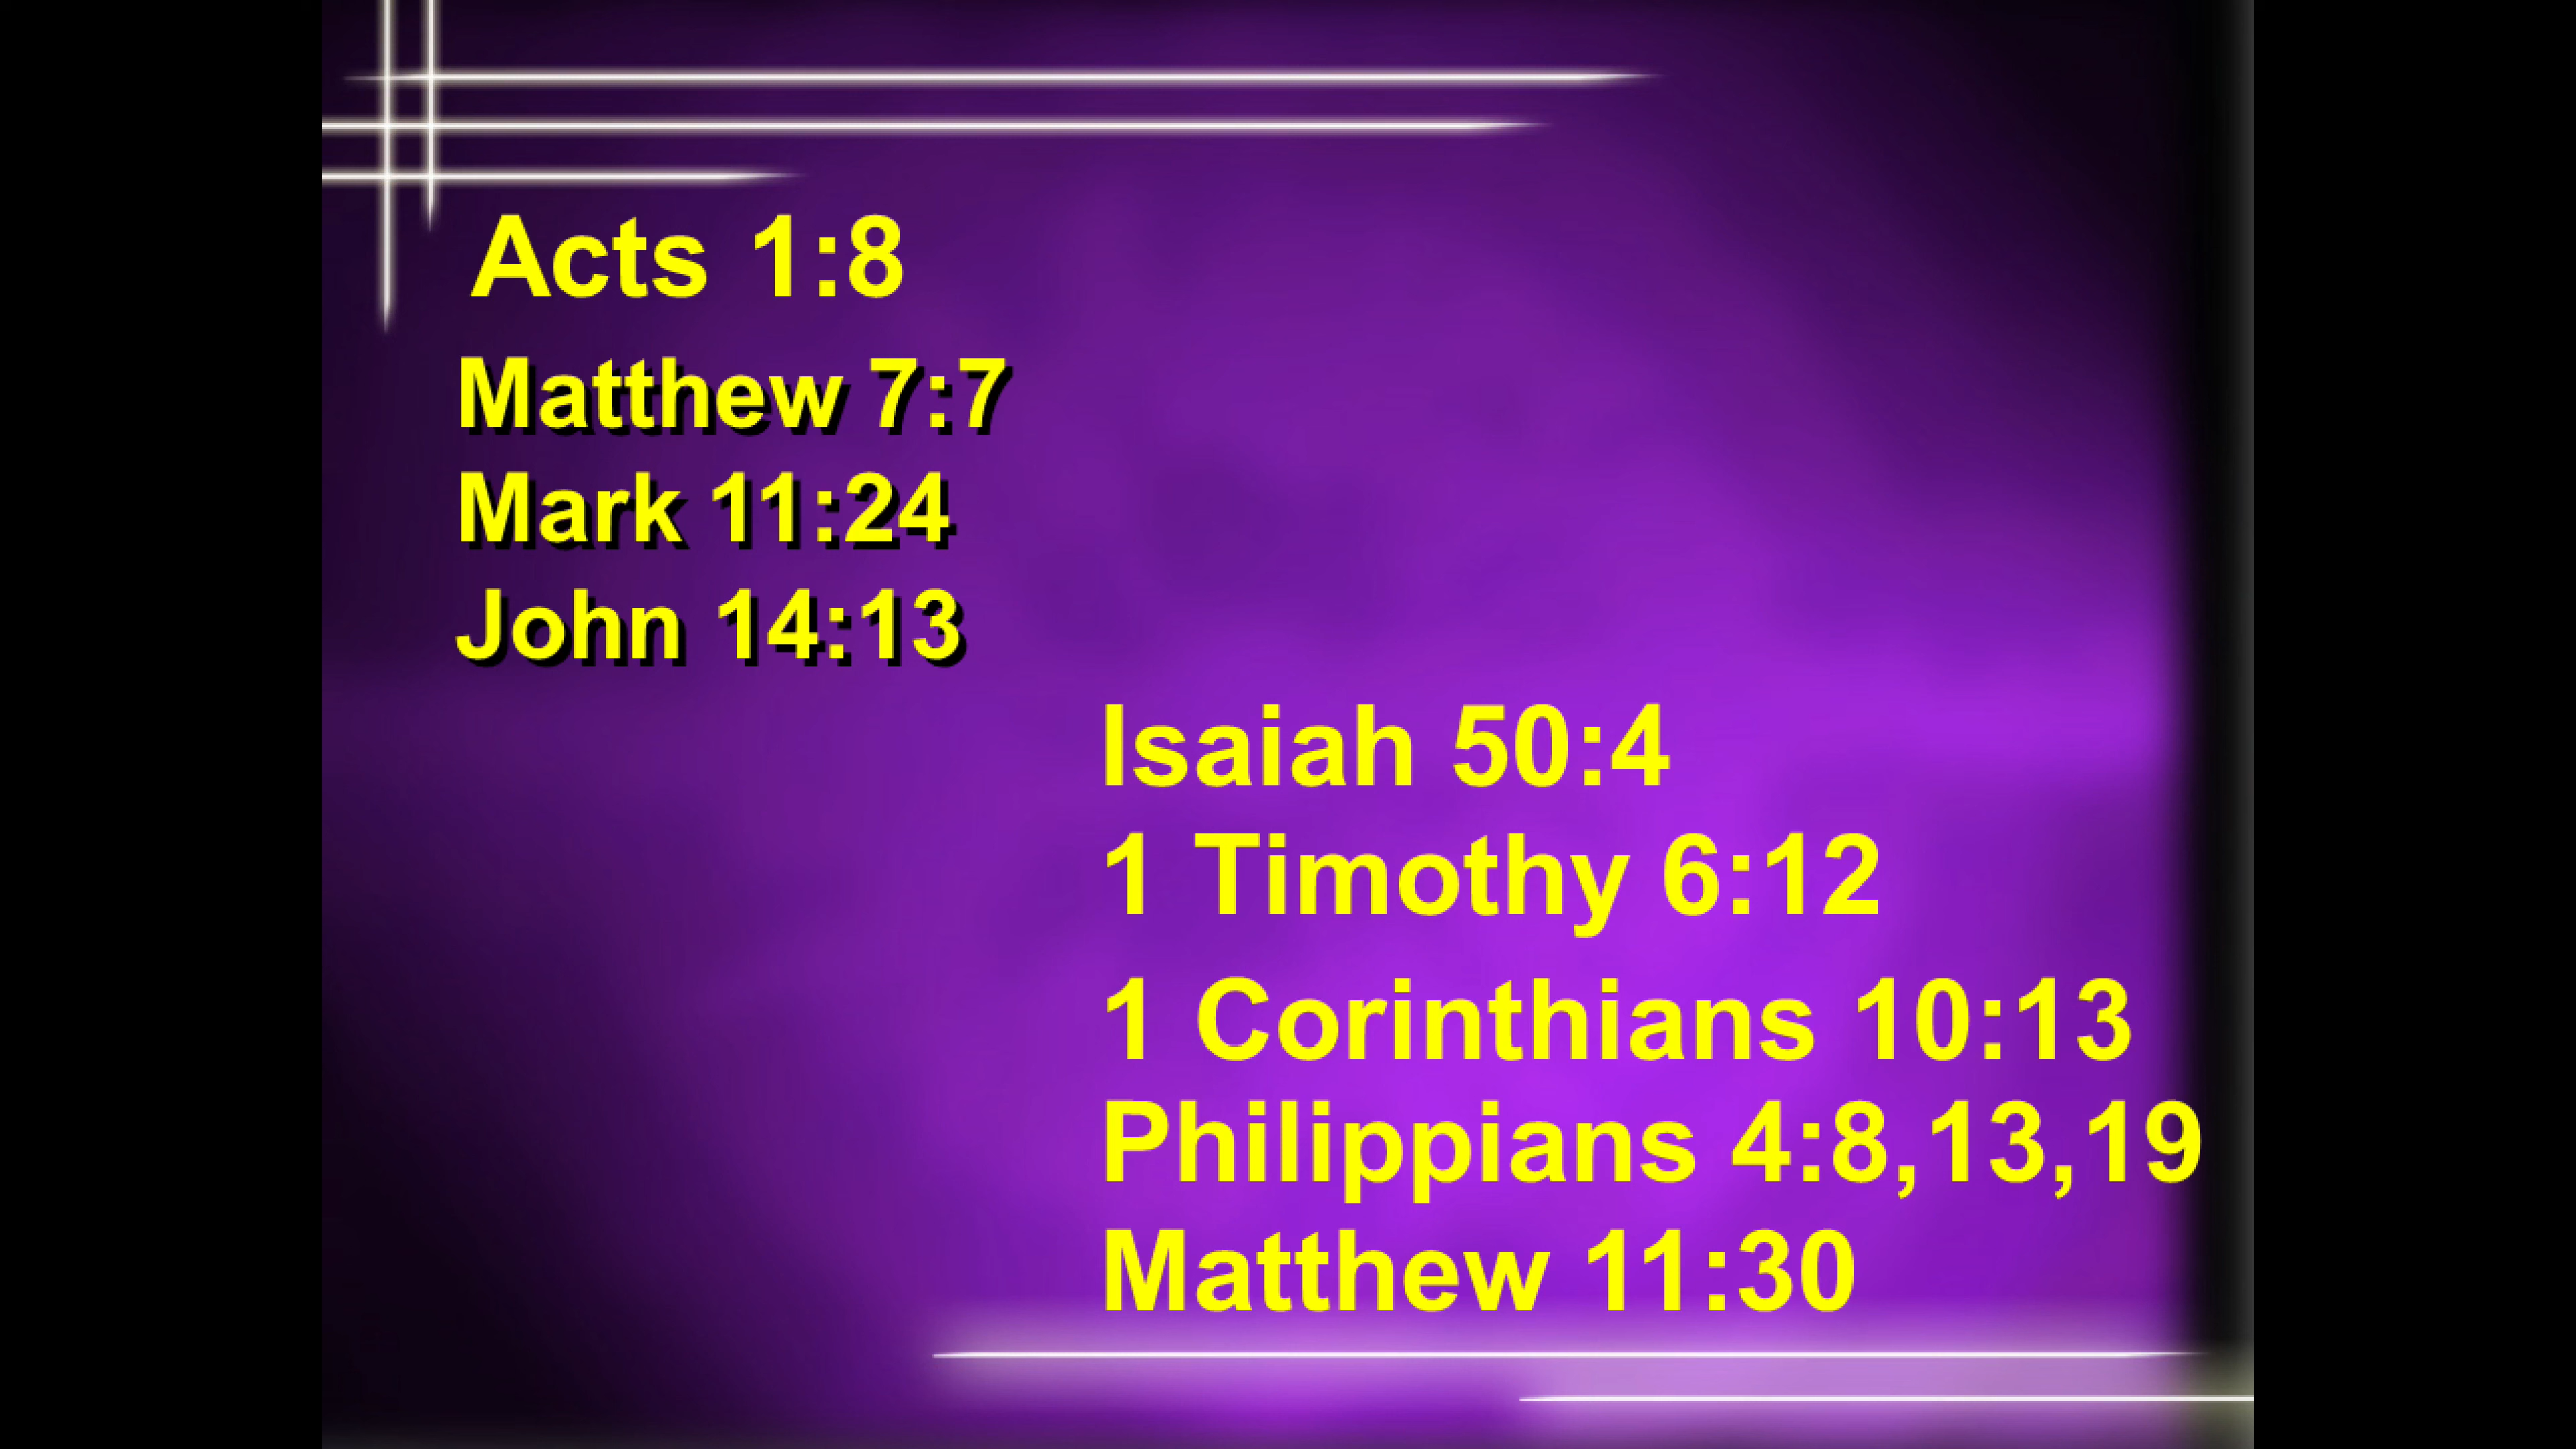 Acts 1:8
Matthew 7:7
Mark 11:24
John 14:13
Isaiah 50:4
1 Timothy 6:12
1 Corinthians 10:13
Philippians 4:8,13,19
Matthew 11:30